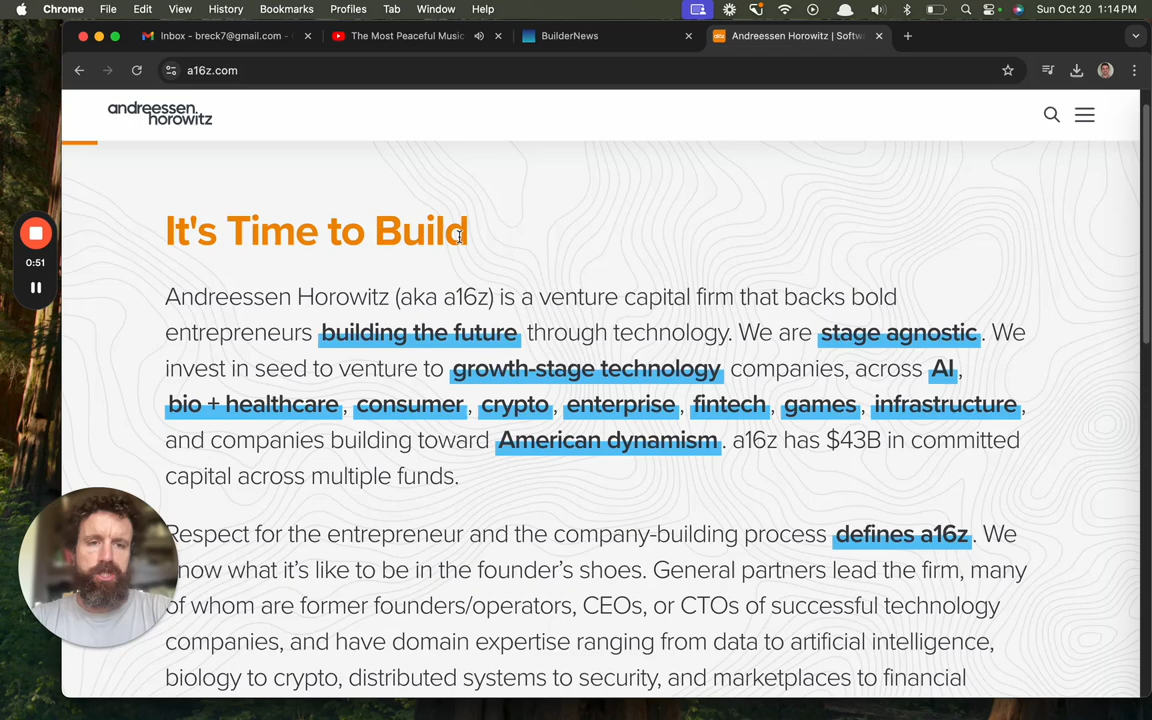 Chrome File Edit View History Bookmarks Profiles Tab Window Help Sun Oct 20 1:14 PM
Inbox - breck7@gmail.com - The Most Peaceful Music BuilderNews Andreessen Horowitz | Softw
a16z.com
andreessen.
horowitz
It's Time to Build
0:51
Andreessen Horowitz (aka a16z) is a venture capital firm that backs bold
entrepreneurs building the future through technology. We are stage agnostic. We
invest in seed to venture to growth-stage technology companies, across AI,
bio + healthcare, consumer, crypto, enterprise, fintech, games, infrastructure,
and companies building toward American dynamism. a16z has $43B in committed
capital across multiple funds.
Respect for the entrepreneur and the company-building process defines a16z. We
know what it's like to be in the founder's shoes. General partners lead the firm, many
of whom are former founders/operators, CEOs, or CTOs of successful technology
companies, and have domain expertise ranging from data to artificial intelligence,
biology to crypto, distributed systems to security, and marketplaces to financial